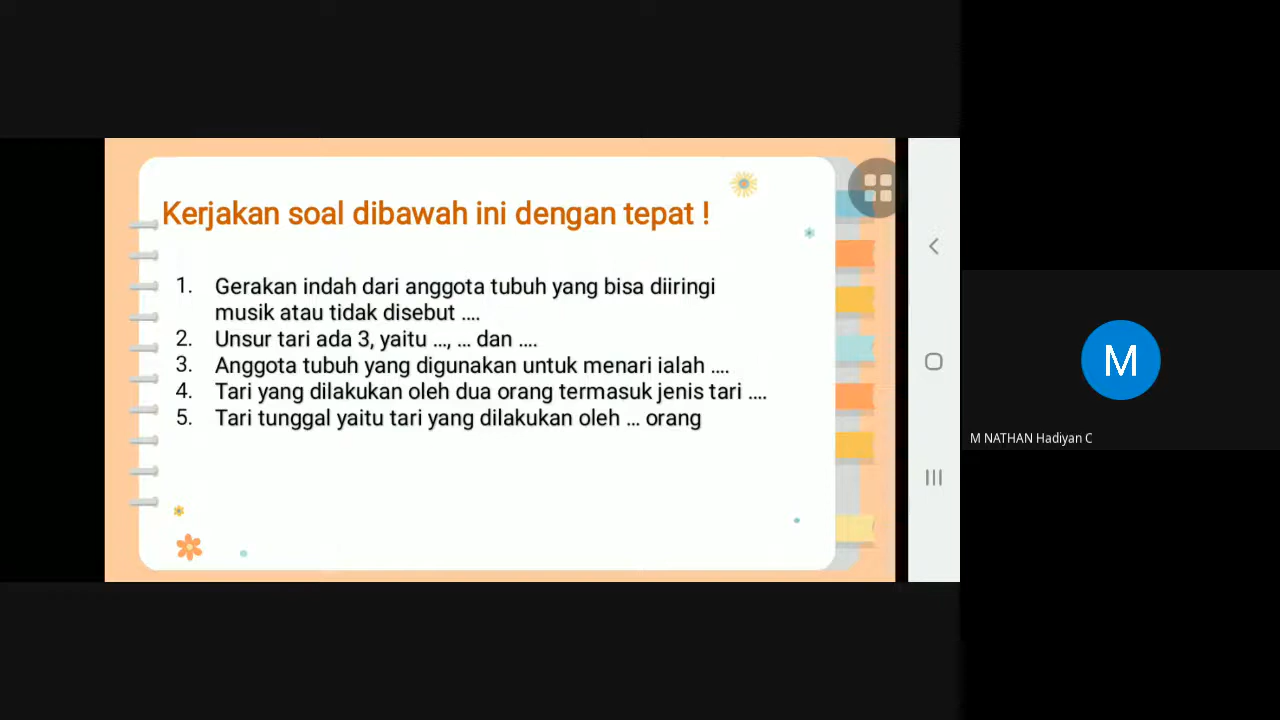 Kerjakan soal dibawah ini dengan tepat !
1. Gerakan indah dari anggota tubuh yang bisa diiringi
musik atau tidak disebut ....
2. Unsur tari ada 3, yaitu ..., ... dan ....
3. Anggota tubuh yang digunakan untuk menari ialah ....
4. Tari yang dilakukan oleh dua orang termasuk jenis tari ....
5. Tari tunggal yaitu tari yang dilakukan oleh ... orang
M
M NATHAN Hadiyan C